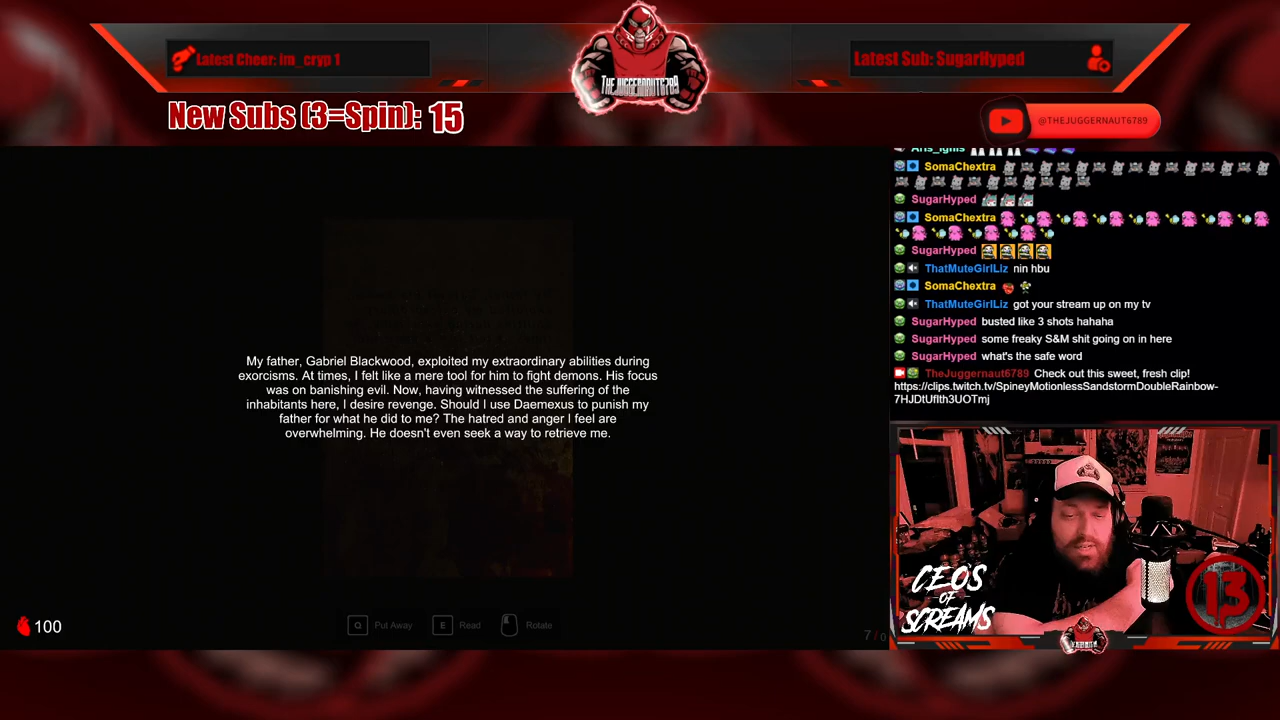 Latest Cheer: im_cryp 1
THEJUGGERNAUT6789
Latest Sub: SugarHyped
New Subs (3=Spin): 15
@THEJUGGERNAUT6789
Aris_Ignis
SomaChextra
SugarHyped
SomaChextra
SugarHyped
ThatMuteGirlLiz nin hbu
SomaChextra
ThatMuteGirlLiz got your stream up on my tv
SugarHyped busted like 3 shots hahaha
SugarHyped some freaky S&M shit going on in here
SugarHyped what's the safe word
TheJuggernaut6789 Check out this sweet, fresh clip!
https://clips.twitch.tv/SpineyMotionlessSandstormDoubleRainbow-
7HJDtUfIth3UOTmj
My father, Gabriel Blackwood, exploited my extraordinary abilities during
exorcisms. At times, I felt like a mere tool for him to fight demons. His focus
was on banishing evil. Now, having witnessed the suffering of the
inhabitants here, I desire revenge. Should I use Daemexus to punish my
father for what he did to me? The hatred and anger I feel are
overwhelming. He doesn't even seek a way to retrieve me.
100
Q Put Away E Read Rotate
7/0
CEOS
OF
SCREAMS
13